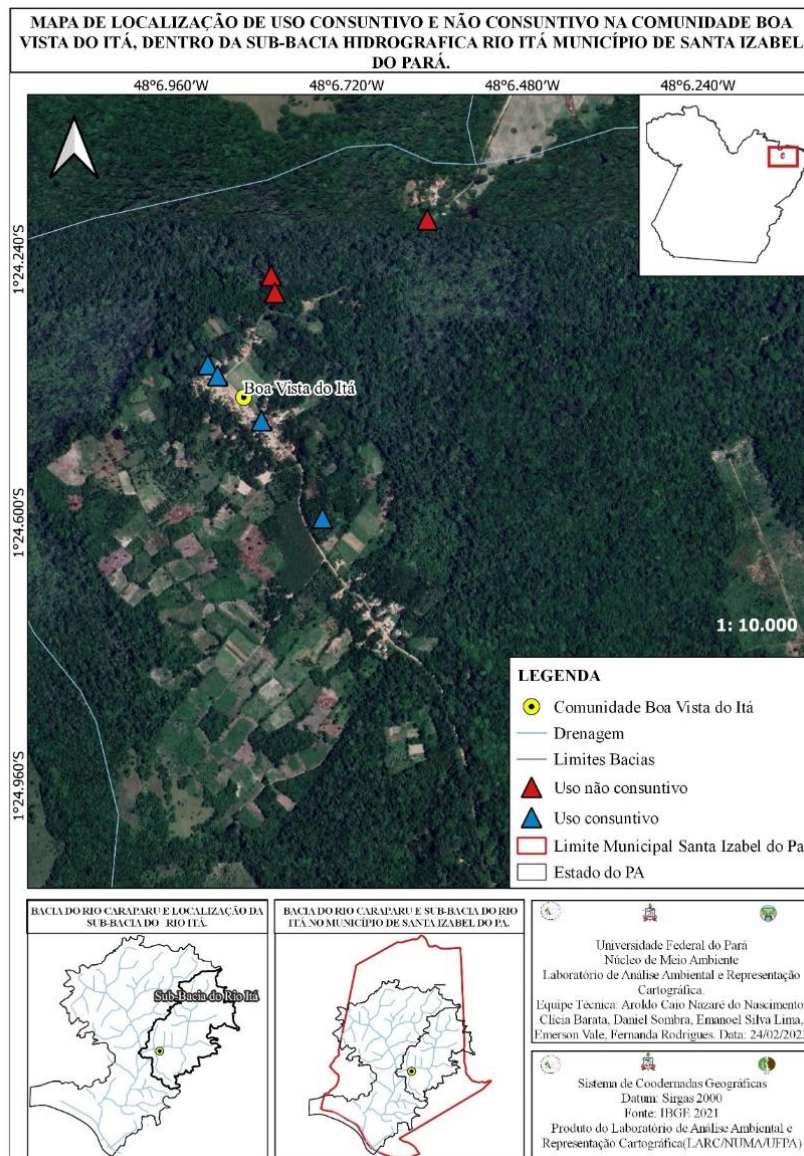 MAPA DE LOCALIZAÇÃO DE USO CONSUNTIVO E NÃO CONSUNTIVO NA COMUNIDADE BOA
VISTA DO ITÁ, DENTRO DA SUB-BACIA HIDROGRAFICA RIO ITÁ MUNICÍPIO DE SANTA IZABEL
DO PARÁ.
48°6.960'W 48°6.720'W 48°6.480'W 48°6.240'W
1°24.240'S
Boa Vista do Itá
1°24.600'S
1: 10.000
1°24.960'S
LEGENDA
Comunidade Boa Vista do Itá
Drenagem
Limites Bacias
Uso não consuntivo
Uso consuntivo
Limite Municipal Santa Izabel do Pa
Estado do PA
BACIA DO RIO CARAPARU E LOCALIZAÇÃO DA
SUB-BACIA DO RIO ITÁ.
Sub-Bacia do Rio Itá
BACIA DO RIO CARAPARU E SUB-BACIA DO RIO
ITÁ NO MUNICÍPIO DE SANTA IZABEL DO PA.
Universidade Federal do Pará
Núcleo de Meio Ambiente
Laboratório de Análise Ambiental e Representação
Cartográfica.
Equipe Técnica: Aroldo Caio Nazaré do Nascimento,
Clicia Barata, Daniel Sombra, Emanoel Silva Lima,
Emerson Vale, Fernanda Rodrigues. Data: 24/02/202
Sistema de Coodernadas Geográficas
Datum: Sirgas 2000
Fonte: IBGE 2021
Produto do Laboratório de Análise Ambiental e
Representação Cartográfica(LARC/NUMA/UFPA)